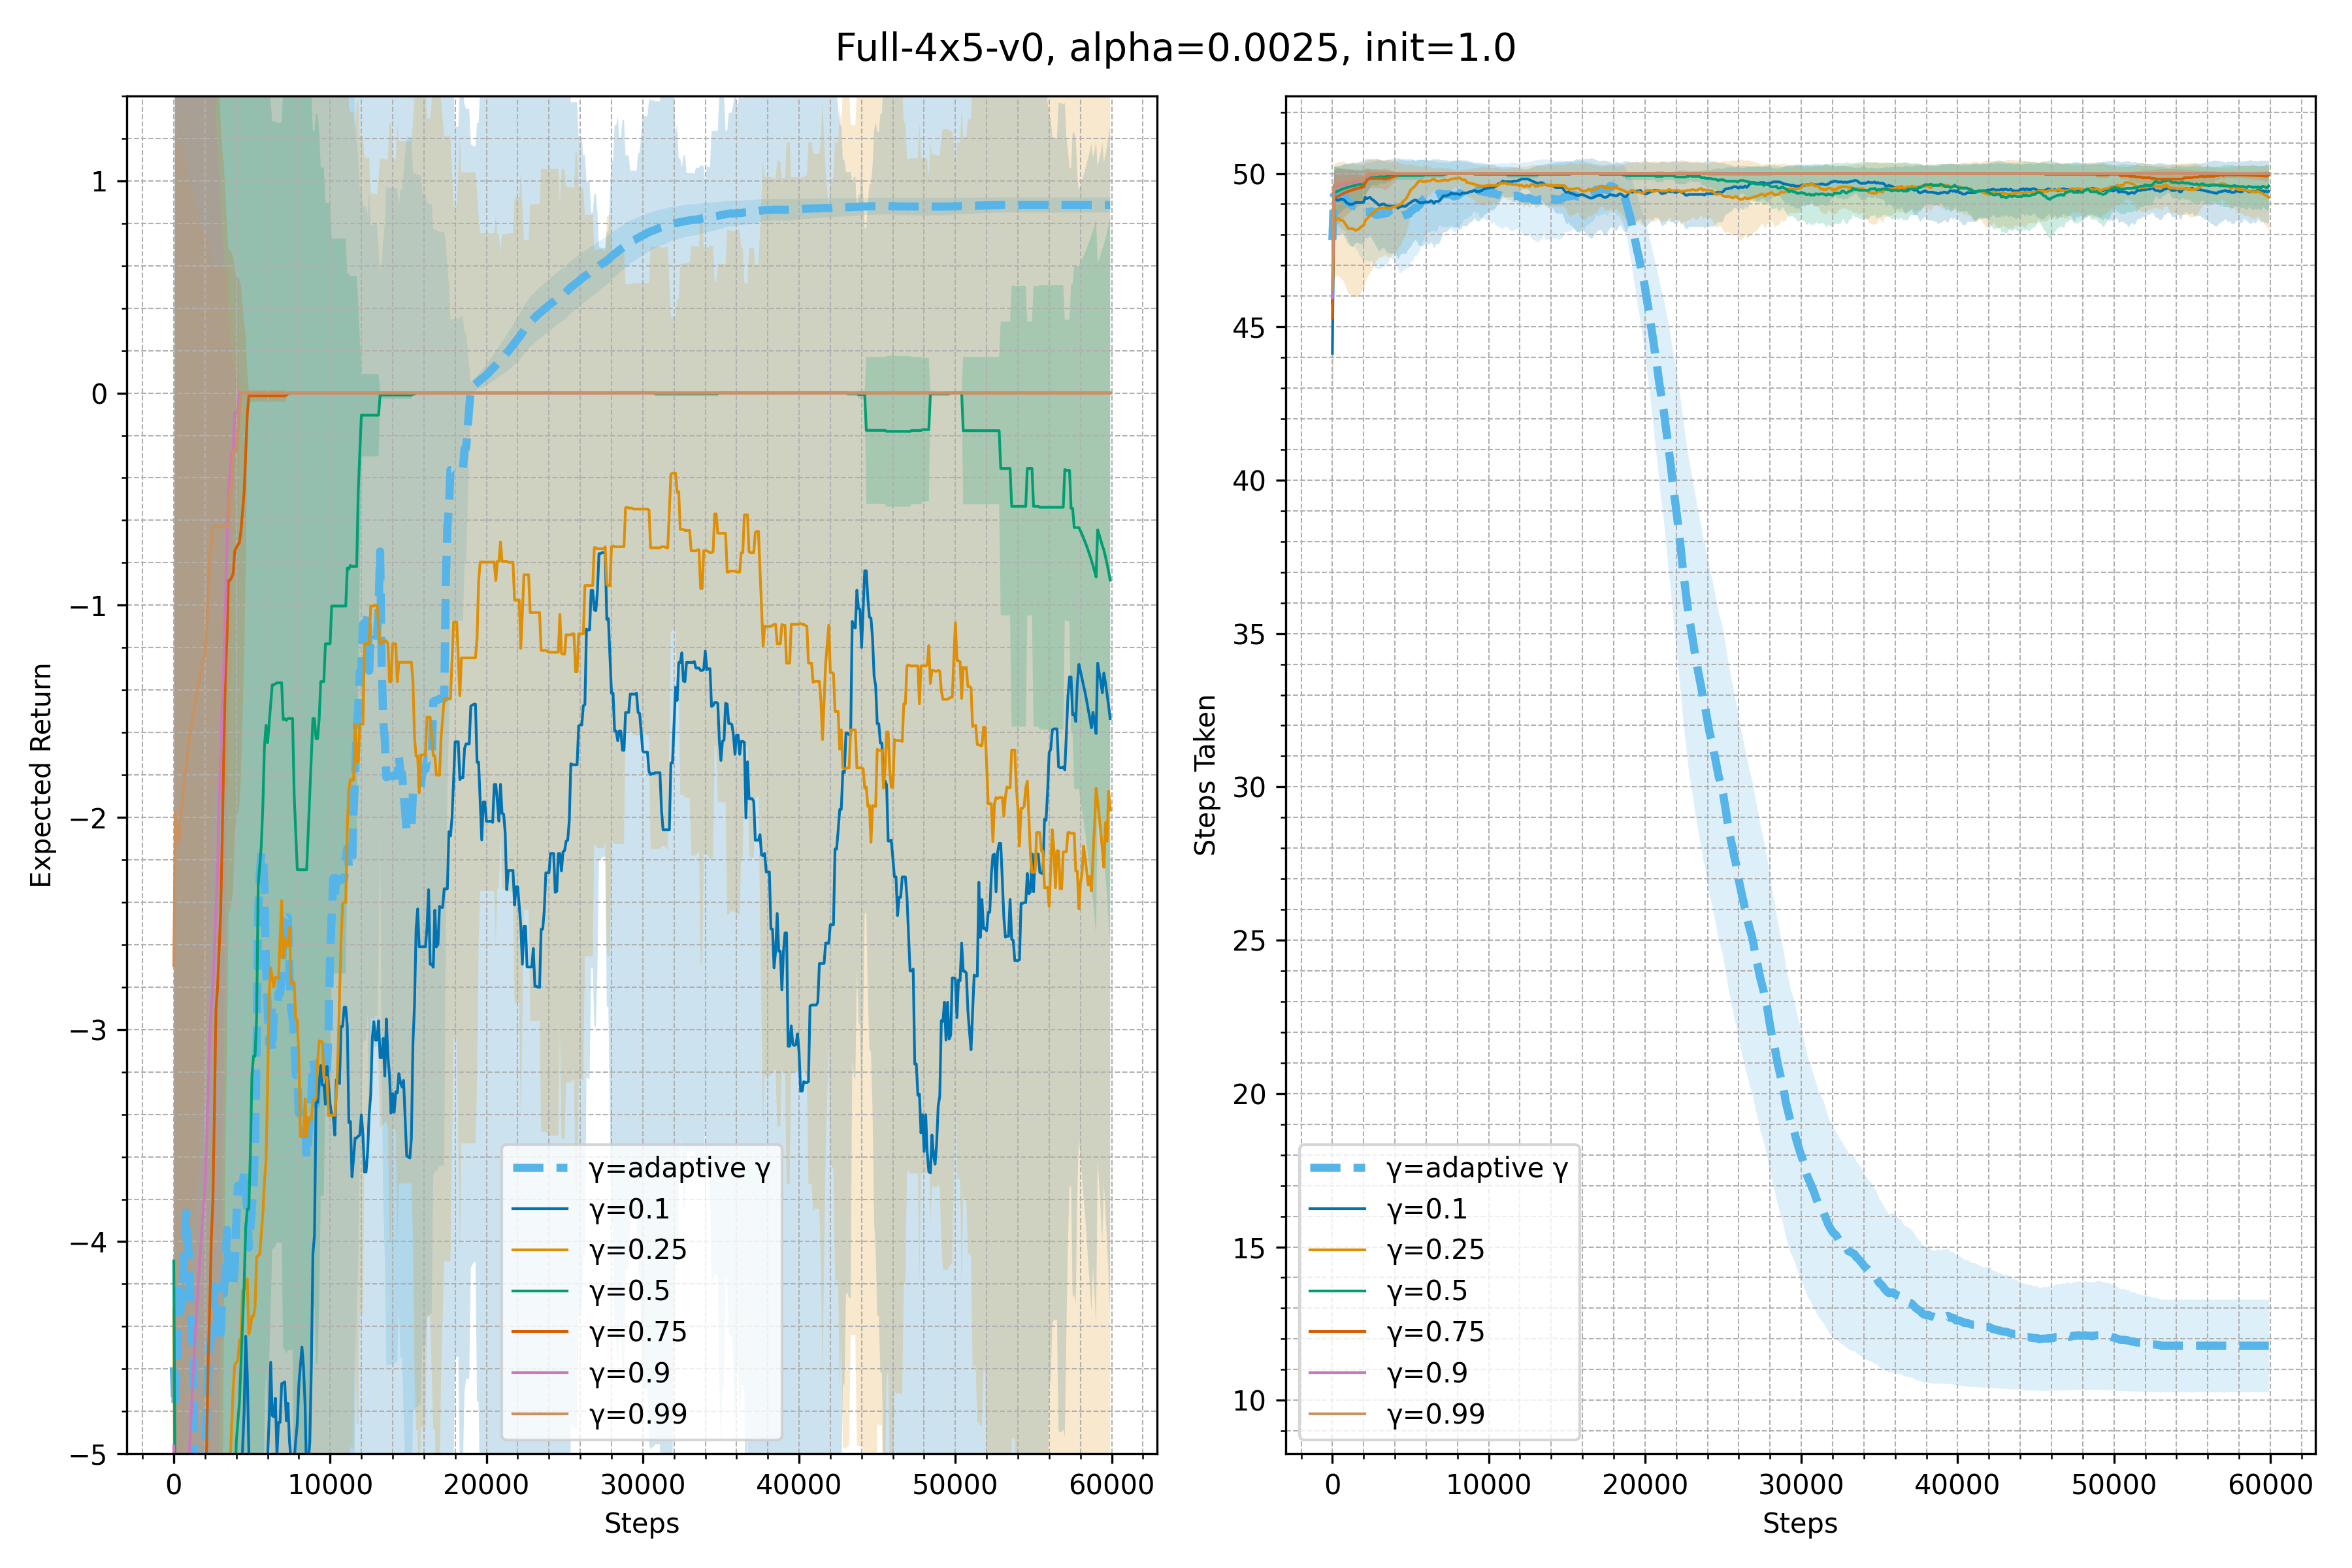 Full-4x5-v0, alpha=0.0025, init=1.0
Expected Return
1
0
−1
−2
−3
−4
−5
γ=adaptive γ
γ=0.1
γ=0.25
γ=0.5
γ=0.75
γ=0.9
γ=0.99
0 10000 20000 30000 40000 50000 60000
Steps
Steps Taken
50
45
40
35
30
25
20
15
10
γ=adaptive γ
γ=0.1
γ=0.25
γ=0.5
γ=0.75
γ=0.9
γ=0.99
0 10000 20000 30000 40000 50000 60000
Steps